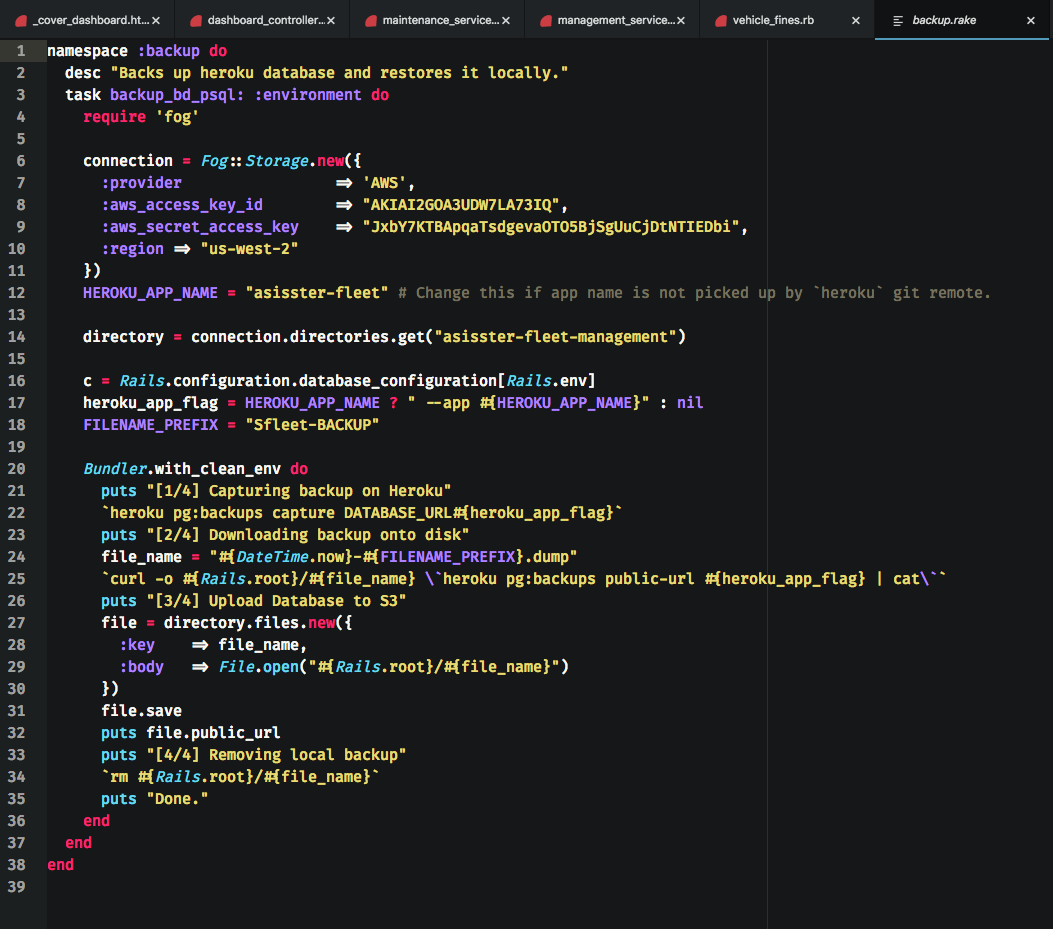 _cover_dashboard.ht...
dashboard_controller...
maintenance_service...
management_service...
vehicle_fines.rb
backup.rake
1 namespace :backup do
2 desc "Backs up heroku database and restores it locally."
3 task backup_bd_psql: :environment do
4 require 'fog'
5
6 connection = Fog::Storage.new({
7 :provider => 'AWS',
8 :aws_access_key_id => "AKIAI2GOA3UDW7LA73IQ",
9 :aws_secret_access_key => "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",
10 :region => "us-west-2"
11 })
12 HEROKU_APP_NAME = "asisster-fleet" # Change this if app name is not picked up by `heroku` git remote.
13
14 directory = connection.directories.get("asisster-fleet-management")
15
16 c = Rails.configuration.database_configuration[Rails.env]
17 heroku_app_flag = HEROKU_APP_NAME ? " --app #{HEROKU_APP_NAME}" : nil
18 FILENAME_PREFIX = "Sfleet-BACKUP"
19
20 Bundler.with_clean_env do
21 puts "[1/4] Capturing backup on Heroku"
22 `heroku pg:backups capture DATABASE_URL#{heroku_app_flag}`
23 puts "[2/4] Downloading backup onto disk"
24 file_name = "#{DateTime.now}-#{FILENAME_PREFIX}.dump"
25 `curl -o #{Rails.root}/#{file_name} \`heroku pg:backups public-url #{heroku_app_flag} | cat\``
26 puts "[3/4] Upload Database to S3"
27 file = directory.files.new({
28 :key => file_name,
29 :body => File.open("#{Rails.root}/#{file_name}")
30 })
31 file.save
32 puts file.public_url
33 puts "[4/4] Removing local backup"
34 `rm #{Rails.root}/#{file_name}`
35 puts "Done."
36 end
37 end
38 end
39